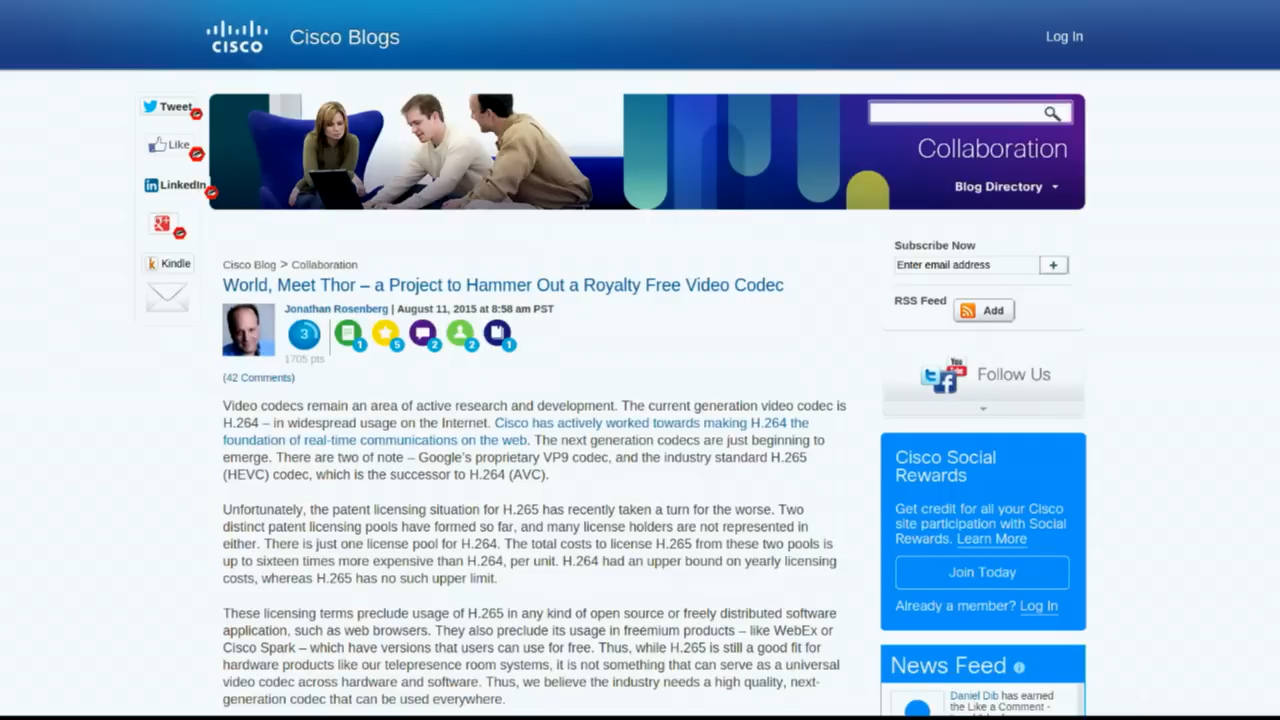 CISCO
Cisco Blogs
Log In
Tweet
Like
LinkedIn
Kindle
Collaboration
Blog Directory
Cisco Blog > Collaboration
World, Meet Thor – a Project to Hammer Out a Royalty Free Video Codec
Jonathan Rosenberg | August 11, 2015 at 8:58 am PST
3
1
5
2
2
1
1705 pts
(42 Comments)
Video codecs remain an area of active research and development. The current generation video codec is
H.264 – in widespread usage on the Internet. Cisco has actively worked towards making H.264 the
foundation of real-time communications on the web. The next generation codecs are just beginning to
emerge. There are two of note – Google's proprietary VP9 codec, and the industry standard H.265
(HEVC) codec, which is the successor to H.264 (AVC).
Unfortunately, the patent licensing situation for H.265 has recently taken a turn for the worse. Two
distinct patent licensing pools have formed so far, and many license holders are not represented in
either. There is just one license pool for H.264. The total costs to license H.265 from these two pools is
up to sixteen times more expensive than H.264, per unit. H.264 had an upper bound on yearly licensing
costs, whereas H.265 has no such upper limit.
These licensing terms preclude usage of H.265 in any kind of open source or freely distributed software
application, such as web browsers. They also preclude its usage in freemium products – like WebEx or
Cisco Spark – which have versions that users can use for free. Thus, while H.265 is still a good fit for
hardware products like our telepresence room systems, it is not something that can serve as a universal
video codec across hardware and software. Thus, we believe the industry needs a high quality, next-
generation codec that can be used everywhere.
Subscribe Now
Enter email address +
RSS Feed
Add
You
Follow Us
Cisco Social
Rewards
Get credit for all your Cisco
site participation with Social
Rewards. Learn More
Join Today
Already a member? Log In
News Feed
Daniel Dib has earned
the Like a Comment -